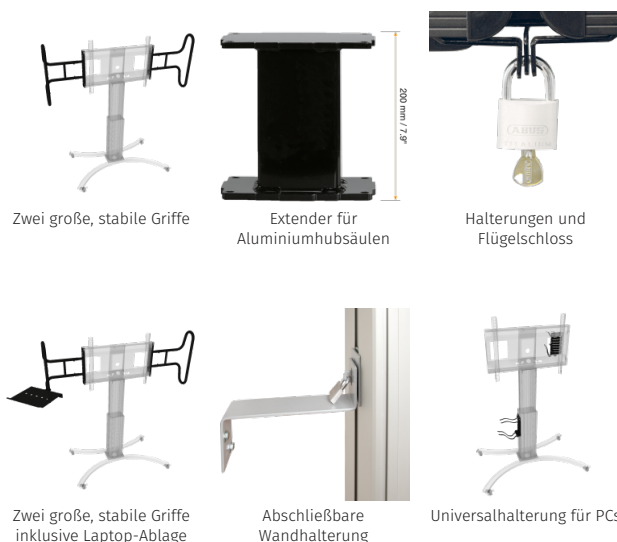 200 mm / 7.9"
ABUS
Zwei große, stabile Griffe
Extender für
Aluminiumhubsäulen
Halterungen und
Flügelschloss
Zwei große, stabile Griffe
inklusive Laptop-Ablage
Abschließbare
Wandhalterung
Universalhalterung für PCs